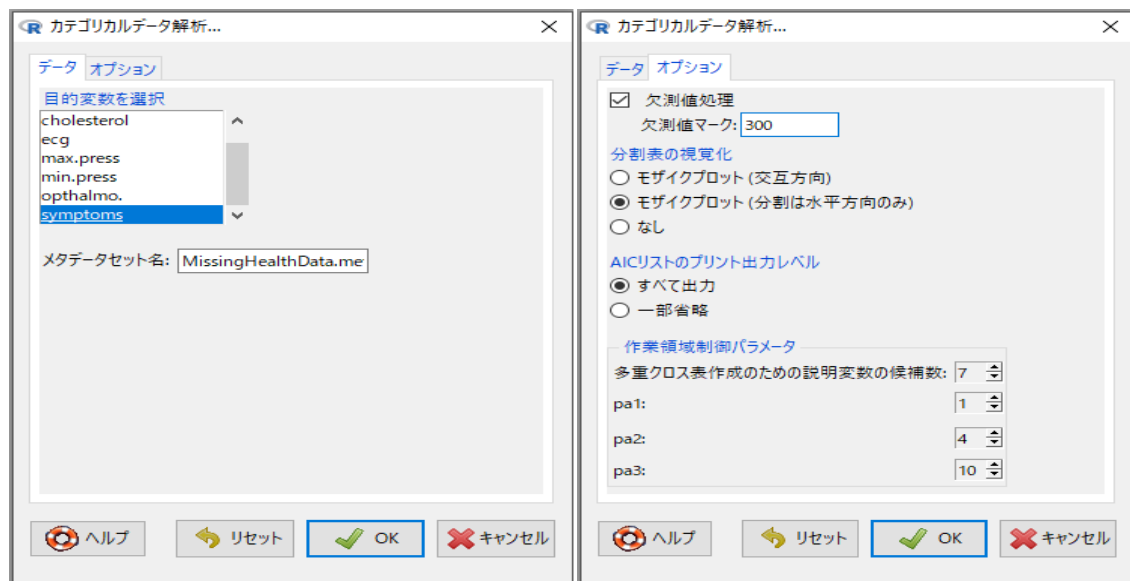 カテゴリカルデータ解析...
データ オプション
目的変数を選択
cholesterol
ecg
max.press
min.press
opthalmo.
symptoms
メタデータセット名: MissingHealthData.me
ヘルプ リセット OK キャンセル
カテゴリカルデータ解析...
データ オプション
欠測値処理
欠測値マーク: 300
分割表の視覚化
モザイクプロット (交互方向)
モザイクプロット (分割は水平方向のみ)
なし
AICリストのプリント出力レベル
すべて出力
一部省略
作業領域制御パラメータ
多重クロス表作成のための説明変数の候補数: 7
pa1: 1
pa2: 4
pa3: 10
ヘルプ リセット OK キャンセル